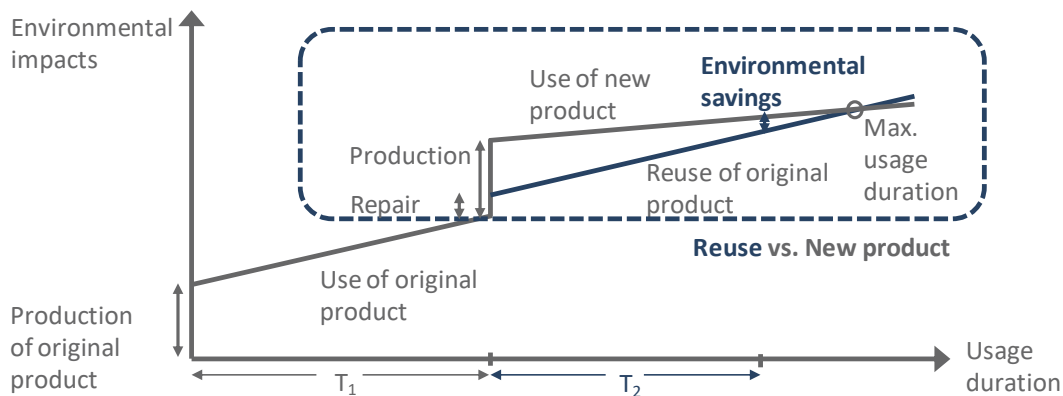 Environmental
impacts
Use of new
product
Environmental
savings
Production
Repair
Max.
usage
duration
Reuse of original
product
Reuse vs. New product
Use of original
product
Production
of original
product
Usage
duration
T₁
T₂